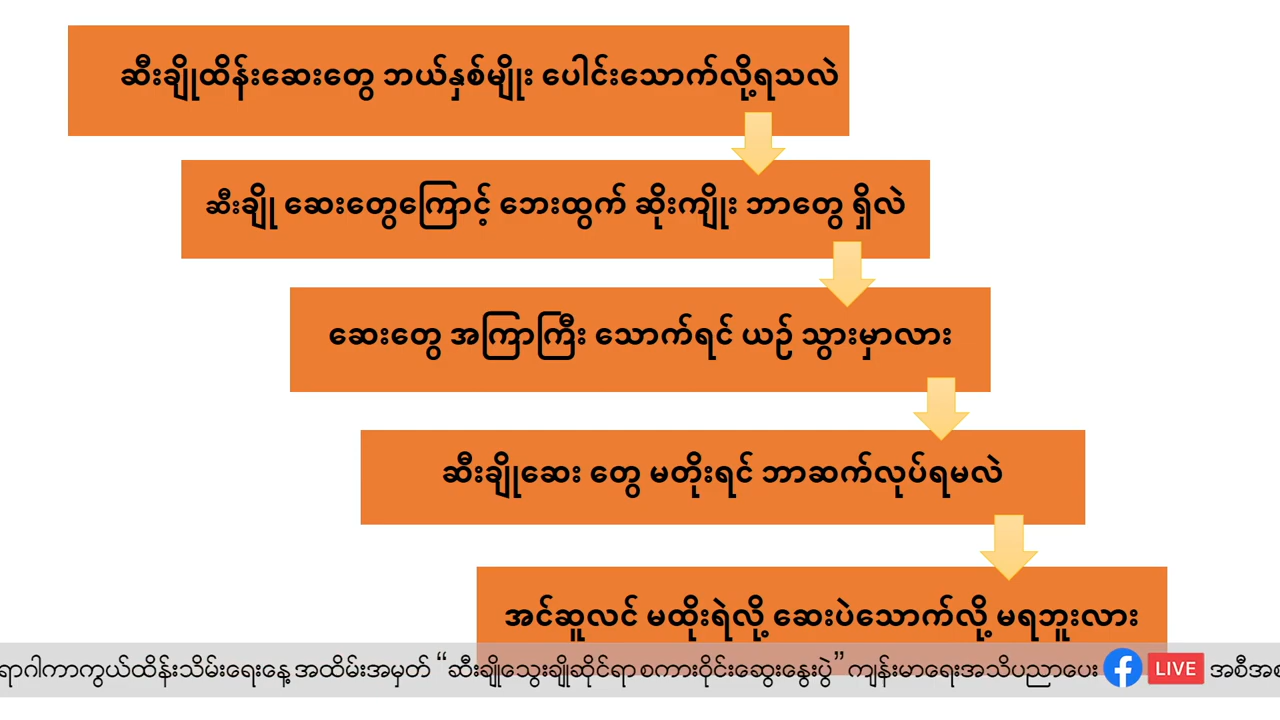 ဆီးချိုထိန်းဆေးတွေ ဘယ်နှစ်မျိုး ပေါင်းသောက်လို့ရသလဲ
ဆီးချို ဆေးတွေကြောင့် ဘေးထွက် ဆိုးကျိုး ဘာတွေ ရှိလဲ
ဆေးတွေ အကြာကြီး သောက်ရင် ယဉ် သွားမှာလား
ဆီးချိုဆေး တွေ မတိုးရင် ဘာဆက်လုပ်ရမလဲ
အင်ဆူလင် မထိုးရဲလို့ ဆေးပဲသောက်လို့ မရဘူးလား
ရာဂါကာကွယ်ထိန်းသိမ်းရေးနေ့ အထိမ်းအမှတ် “ဆီးချိုသွေးချိုဆိုင်ရာ စကားဝိုင်းဆွေးနွေးပွဲ” ကျန်းမာရေးအသိပညာပေး f LIVE အစီအစ